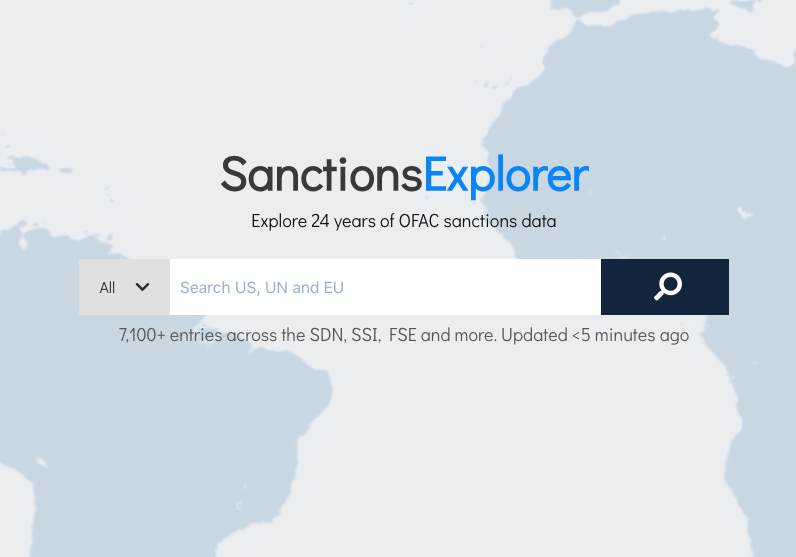 SanctionsExplorer
Explore 24 years of OFAC sanctions data
All
Search US, UN and EU
7,100+ entries across the SDN, SSI, FSE and more. Updated <5 minutes ago